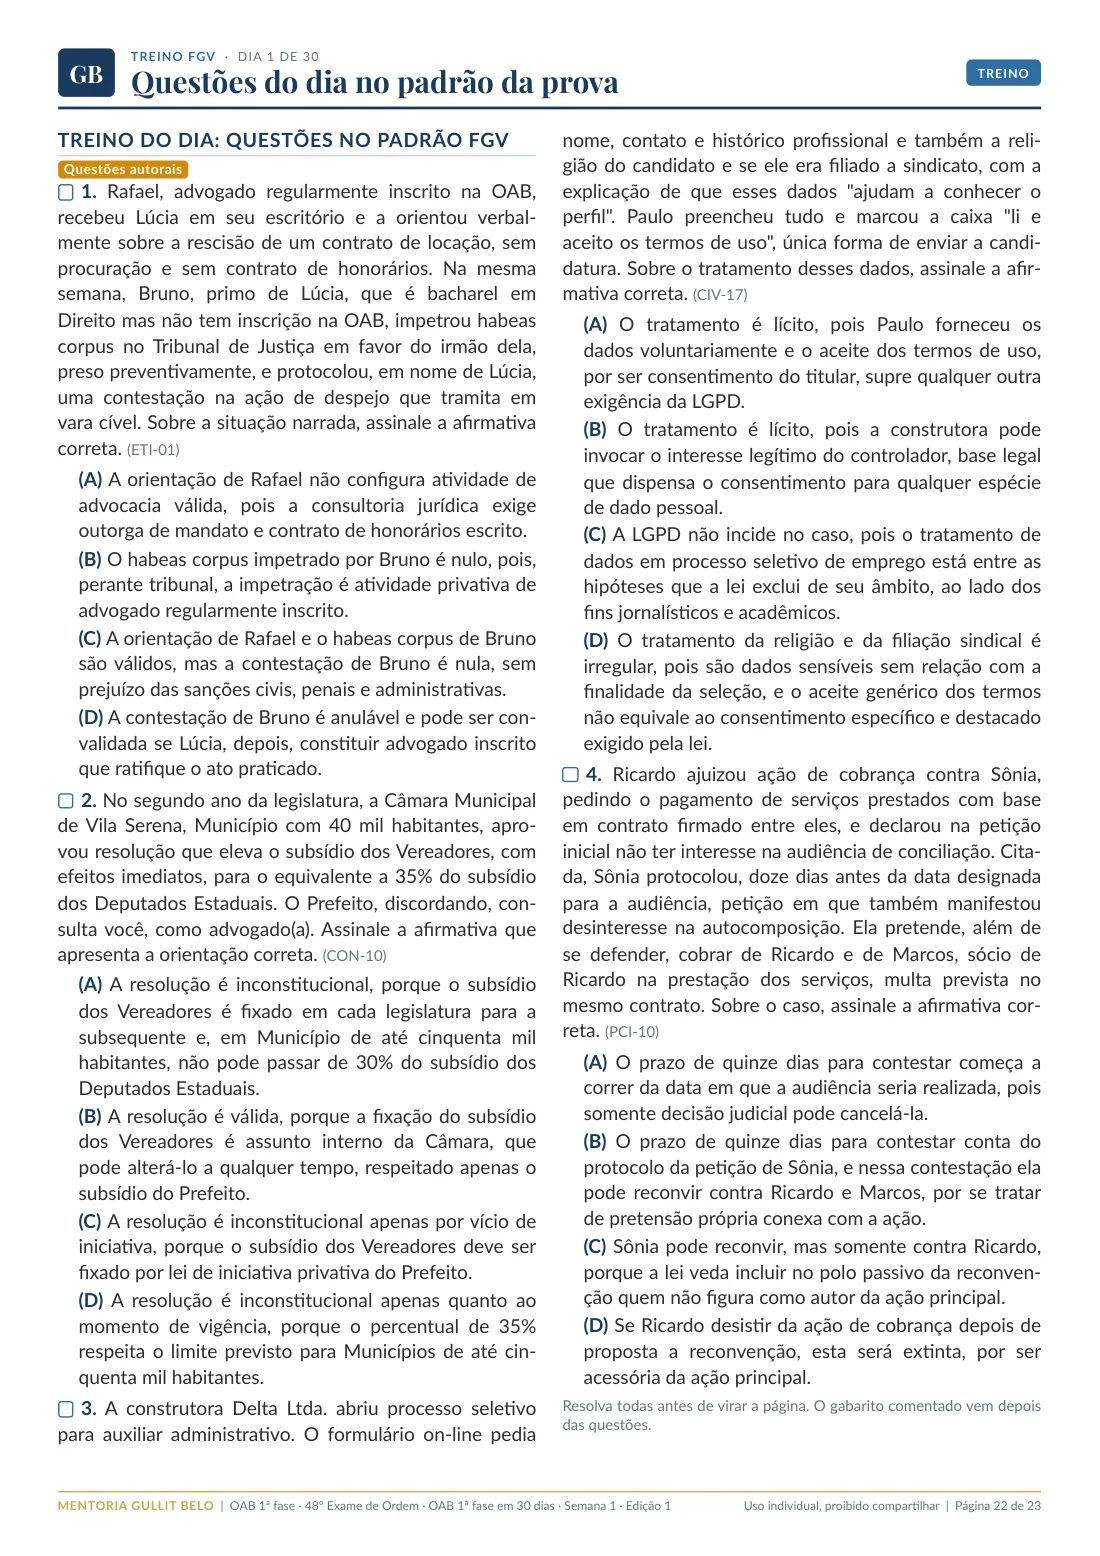 GB
TREINO FGV · DIA 1 DE 30
Questões do dia no padrão da prova
TREINO
TREINO DO DIA: QUESTÕES NO PADRÃO FGV
Questões autorais
1. Rafael, advogado regularmente inscrito na OAB,
recebeu Lúcia em seu escritório e a orientou verbal-
mente sobre a rescisão de um contrato de locação, sem
procuração e sem contrato de honorários. Na mesma
semana, Bruno, primo de Lúcia, que é bacharel em
Direito mas não tem inscrição na OAB, impetrou habeas
corpus no Tribunal de Justiça em favor do irmão dela,
preso preventivamente, e protocolou, em nome de Lúcia,
uma contestação na ação de despejo que tramita em
vara cível. Sobre a situação narrada, assinale a afirmativa
correta. (ETI-01)
(A) A orientação de Rafael não configura atividade de
advocacia válida, pois a consultoria jurídica exige
outorga de mandato e contrato de honorários escrito.
(B) O habeas corpus impetrado por Bruno é nulo, pois,
perante tribunal, a impetração é atividade privativa de
advogado regularmente inscrito.
(C) A orientação de Rafael e o habeas corpus de Bruno
são válidos, mas a contestação de Bruno é nula, sem
prejuízo das sanções civis, penais e administrativas.
(D) A contestação de Bruno é anulável e pode ser con-
validada se Lúcia, depois, constituir advogado inscrito
que ratifique o ato praticado.
2. No segundo ano da legislatura, a Câmara Municipal
de Vila Serena, Município com 40 mil habitantes, apro-
vou resolução que eleva o subsídio dos Vereadores, com
efeitos imediatos, para o equivalente a 35% do subsídio
dos Deputados Estaduais. O Prefeito, discordando, con-
sulta você, como advogado(a). Assinale a afirmativa que
apresenta a orientação correta. (CON-10)
(A) A resolução é inconstitucional, porque o subsídio
dos Vereadores é fixado em cada legislatura para a
subsequente e, em Município de até cinquenta mil
habitantes, não pode passar de 30% do subsídio dos
Deputados Estaduais.
(B) A resolução é válida, porque a fixação do subsídio
dos Vereadores é assunto interno da Câmara, que
pode alterá-lo a qualquer tempo, respeitado apenas o
subsídio do Prefeito.
(C) A resolução é inconstitucional apenas por vício de
iniciativa, porque o subsídio dos Vereadores deve ser
fixado por lei de iniciativa privativa do Prefeito.
(D) A resolução é inconstitucional apenas quanto ao
momento de vigência, porque o percentual de 35%
respeita o limite previsto para Municípios de até cin-
quenta mil habitantes.
3. A construtora Delta Ltda. abriu processo seletivo
para auxiliar administrativo. O formulário on-line pedia
nome, contato e histórico profissional e também a reli-
gião do candidato e se ele era filiado a sindicato, com a
explicação de que esses dados "ajudam a conhecer o
perfil". Paulo preencheu tudo e marcou a caixa "li e
aceito os termos de uso", única forma de enviar a candi-
datura. Sobre o tratamento desses dados, assinale a afir-
mativa correta. (CIV-17)
(A) O tratamento é lícito, pois Paulo forneceu os
dados voluntariamente e o aceite dos termos de uso,
por ser consentimento do titular, supre qualquer outra
exigência da LGPD.
(B) O tratamento é lícito, pois a construtora pode
invocar o interesse legítimo do controlador, base legal
que dispensa o consentimento para qualquer espécie
de dado pessoal.
(C) A LGPD não incide no caso, pois o tratamento de
dados em processo seletivo de emprego está entre as
hipóteses que a lei exclui de seu âmbito, ao lado dos
fins jornalísticos e acadêmicos.
(D) O tratamento da religião e da filiação sindical é
irregular, pois são dados sensíveis sem relação com a
finalidade da seleção, e o aceite genérico dos termos
não equivale ao consentimento específico e destacado
exigido pela lei.
4. Ricardo ajuizou ação de cobrança contra Sônia,
pedindo o pagamento de serviços prestados com base
em contrato firmado entre eles, e declarou na petição
inicial não ter interesse na audiência de conciliação. Cita-
da, Sônia protocolou, doze dias antes da data designada
para a audiência, petição em que também manifestou
desinteresse na autocomposição. Ela pretende, além de
se defender, cobrar de Ricardo e de Marcos, sócio de
Ricardo na prestação dos serviços, multa prevista no
mesmo contrato. Sobre o caso, assinale a afirmativa cor-
reta. (PCI-10)
(A) O prazo de quinze dias para contestar começa a
correr da data em que a audiência seria realizada, pois
somente decisão judicial pode cancelá-la.
(B) O prazo de quinze dias para contestar conta do
protocolo da petição de Sônia, e nessa contestação ela
pode reconvir contra Ricardo e Marcos, por se tratar
de pretensão própria conexa com a ação.
(C) Sônia pode reconvir, mas somente contra Ricardo,
porque a lei veda incluir no polo passivo da reconven-
ção quem não figura como autor da ação principal.
(D) Se Ricardo desistir da ação de cobrança depois de
proposta a reconvenção, esta será extinta, por ser
acessória da ação principal.
Resolva todas antes de virar a página. O gabarito comentado vem depois
das questões.
MENTORIA GULLIT BELO | OAB 1ª fase · 48º Exame de Ordem · OAB 1ª fase em 30 dias · Semana 1 · Edição 1
Uso individual, proibido compartilhar | Página 22 de 23